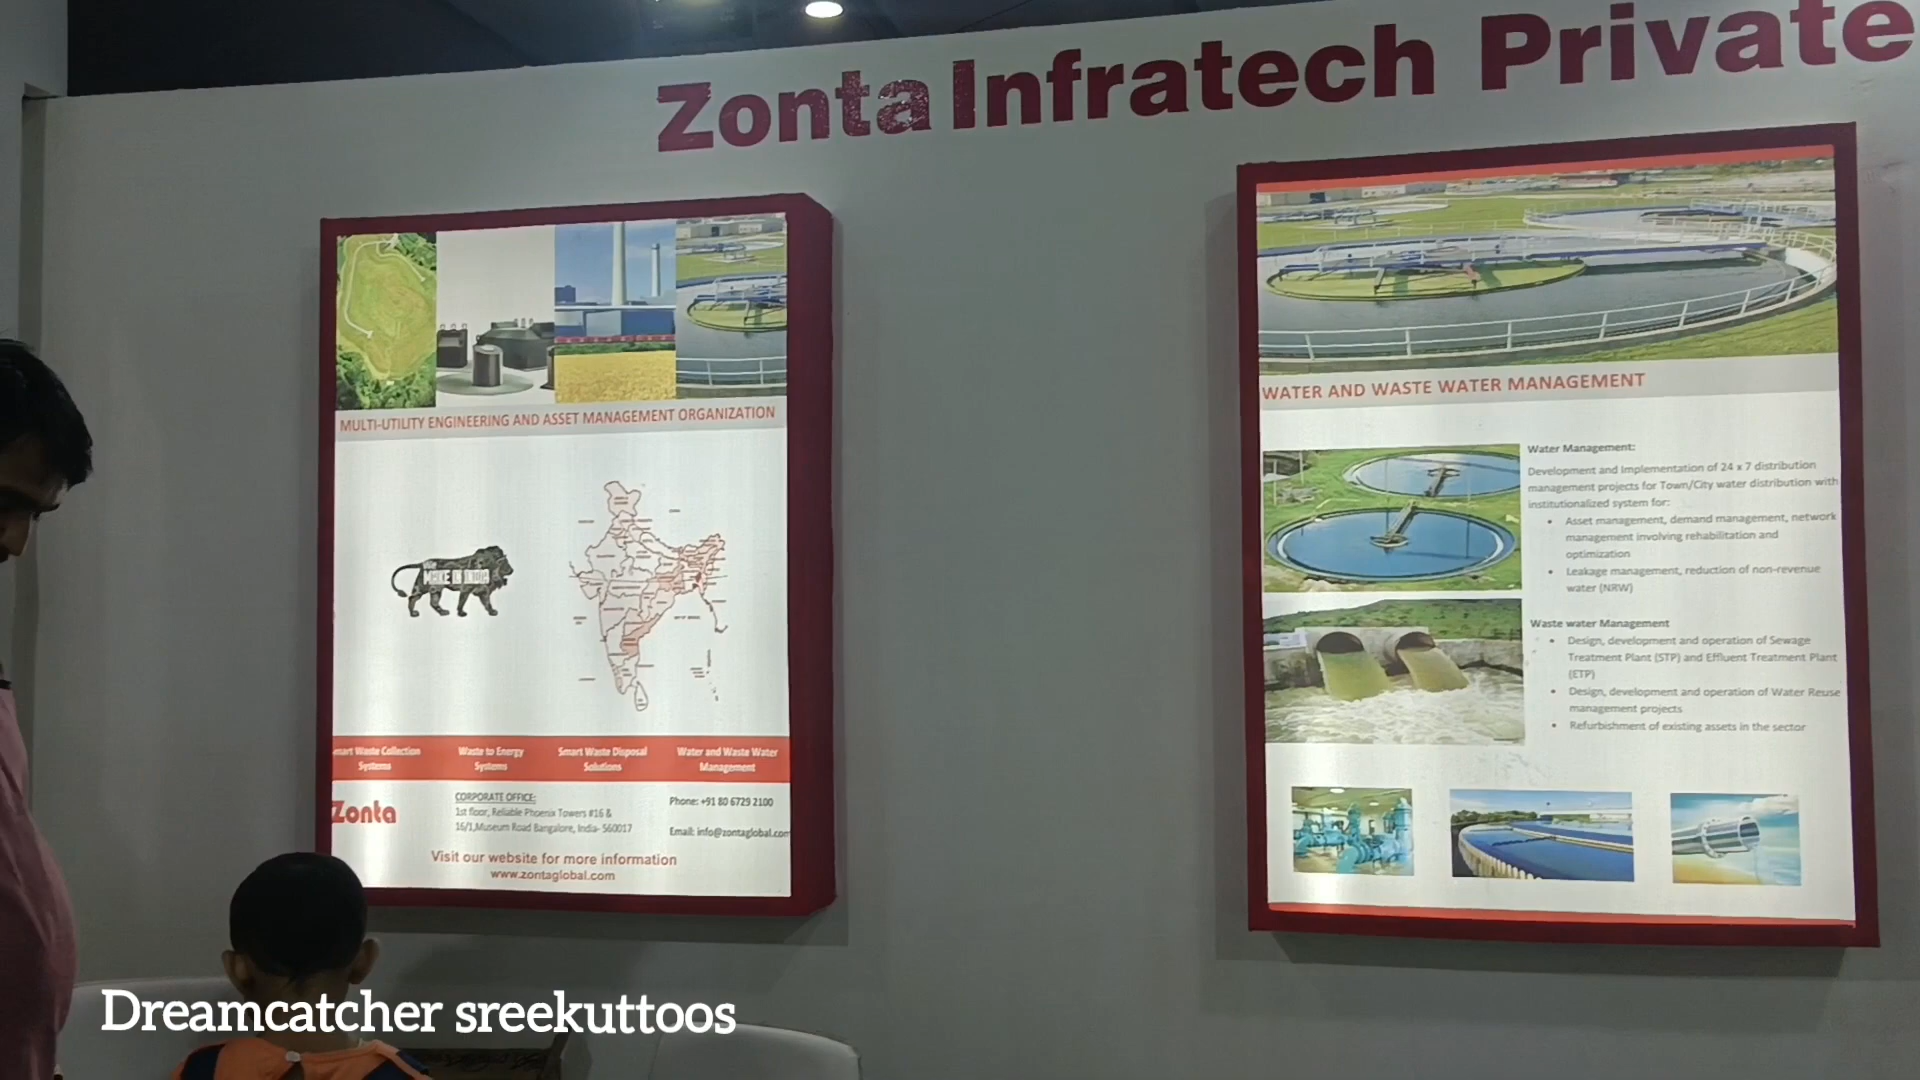 Zonta Infratech Private
MULTI-UTILITY ENGINEERING AND ASSET MANAGEMENT ORGANIZATION
MAKE IN INDIA
mart Waste Collection
Systems
Waste to Energy
Systems
Smart Waste Disposal
Solutions
Water and Waste Water
Management
Zonta
CORPORATE OFFICE:
1st floor, Reliable Phoenix Towers #16 &
16/1,Museum Road Bangalore, India- 560017
Phone: +91 80 6729 2100
Email: info@zontaglobal.com
Visit our website for more information
www.zontaglobal.com
WATER AND WASTE WATER MANAGEMENT
Water Management:
Development and Implementation of 24 x 7 distribution
management projects for Town/City water distribution with
institutionalized system for:
• Asset management, demand management, network
management involving rehabilitation and
optimization
• Leakage management, reduction of non-revenue
water (NRW)
Waste water Management
• Design, development and operation of Sewage
Treatment Plant (STP) and Effluent Treatment Plant
(ETP)
• Design, development and operation of Water Reuse
management projects
• Refurbishment of existing assets in the sector
Dreamcatcher sreekuttoos